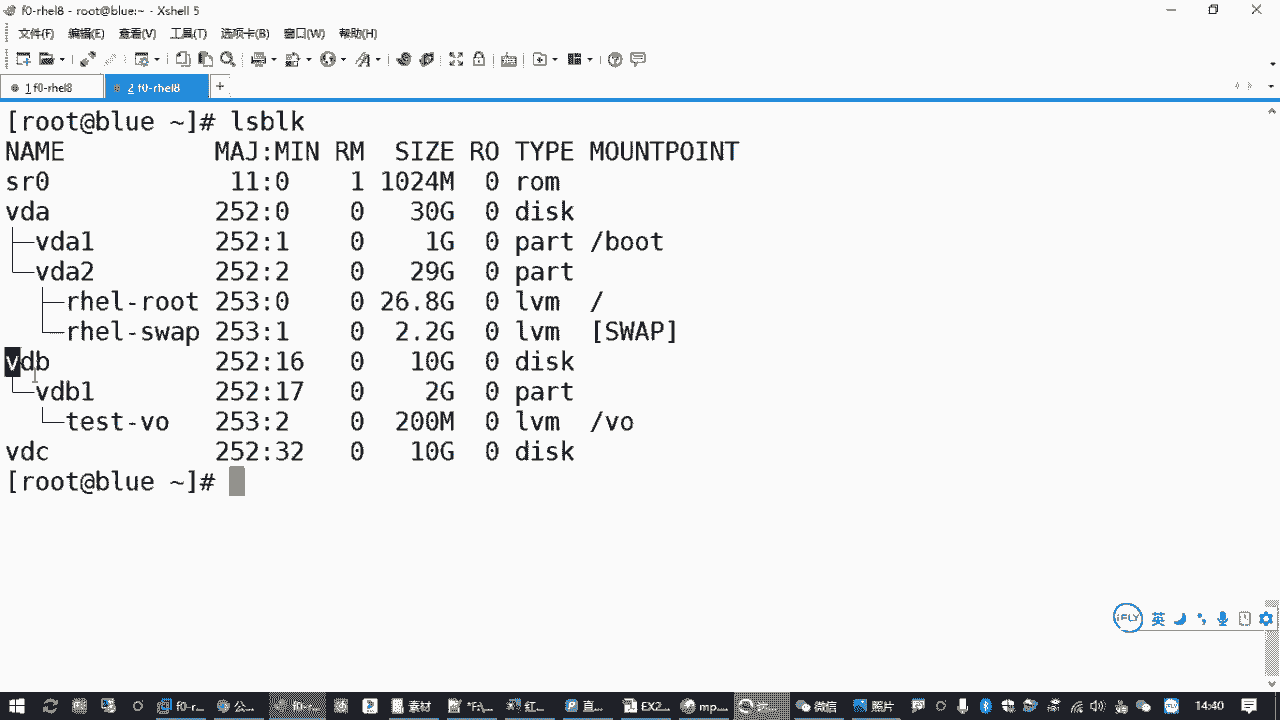 f0-rhel8 - root@blue:~ - Xshell 5
文件(F) 编辑(E) 查看(V) 工具(T) 选项卡(B) 窗口(W) 帮助(H)
1 f0-rhel8 2 f0-rhel8 +
[root@blue ~]# lsblk
NAME MAJ:MIN RM SIZE RO TYPE MOUNTPOINT
sr0 11:0 1 1024M 0 rom
vda 252:0 0 30G 0 disk
├─vda1 252:1 0 1G 0 part /boot
└─vda2 252:2 0 29G 0 part
├─rhel-root 253:0 0 26.8G 0 lvm /
└─rhel-swap 253:1 0 2.2G 0 lvm [SWAP]
vdb 252:16 0 10G 0 disk
└─vdb1 252:17 0 2G 0 part
└─test-vo 253:2 0 200M 0 lvm /vo
vdc 252:32 0 10G 0 disk
[root@blue ~]#
iFLY 英
f0-r... 公... f0-... 素材 *FA... 红... 直... EX2... mp... 微信 照片 14:40